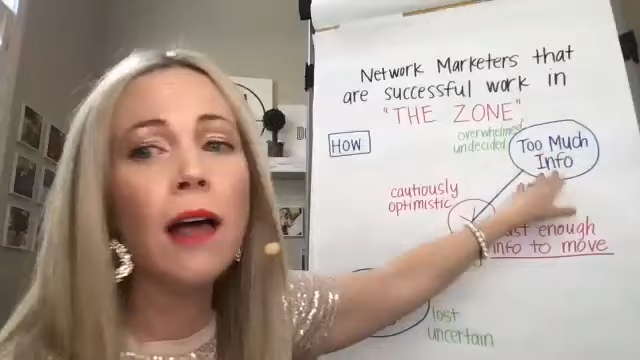 Network Marketers that
are successful work in
"THE ZONE"
HOW
overwhelmed
undecided
Too Much
Info
cautiously
optimistic
enough
info to move
lost
uncertain